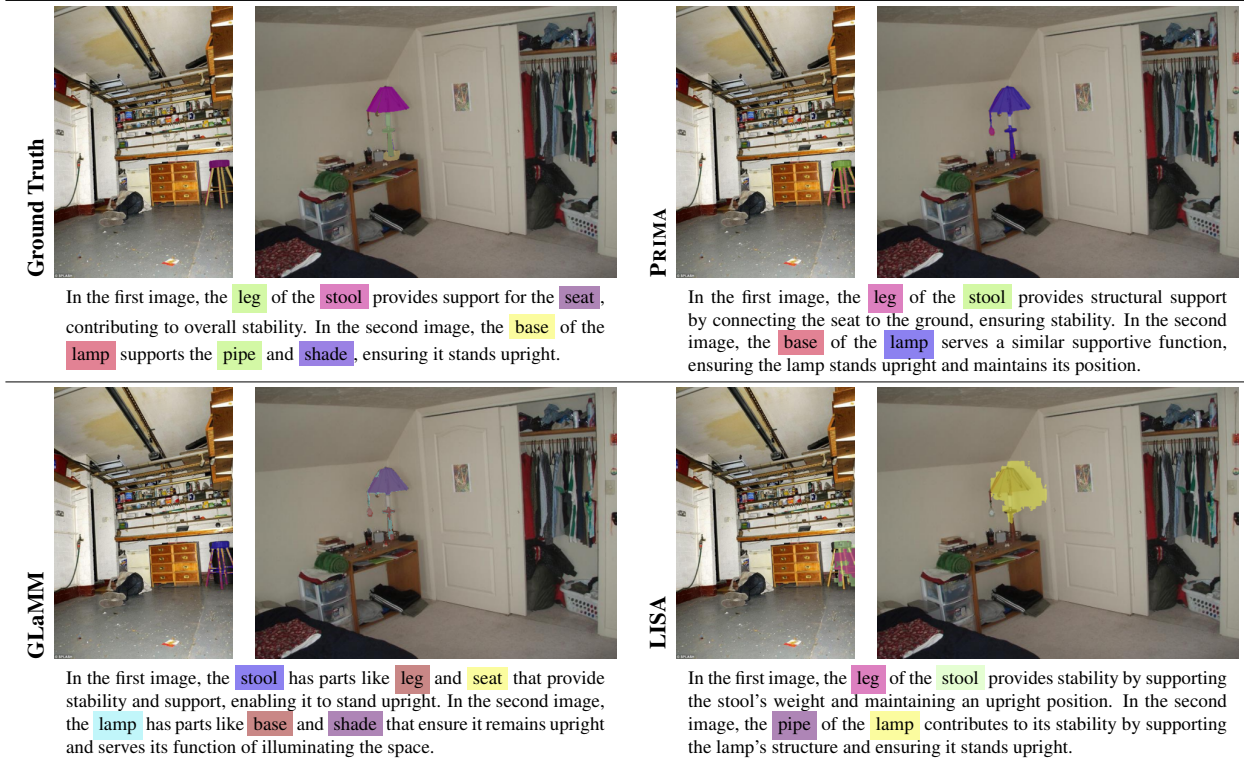 Ground Truth
In the first image, the leg of the stool provides support for the seat,
contributing to overall stability. In the second image, the base of the
lamp supports the pipe and shade, ensuring it stands upright.
PRIMA
In the first image, the leg of the stool provides structural support
by connecting the seat to the ground, ensuring stability. In the second
image, the base of the lamp serves a similar supportive function,
ensuring the lamp stands upright and maintains its position.
GLaMM
In the first image, the stool has parts like leg and seat that provide
stability and support, enabling it to stand upright. In the second image,
the lamp has parts like base and shade that ensure it remains upright
and serves its function of illuminating the space.
LISA
In the first image, the leg of the stool provides stability by supporting
the stool's weight and maintaining an upright position. In the second
image, the pipe of the lamp contributes to its stability by supporting
the lamp's structure and ensuring it stands upright.